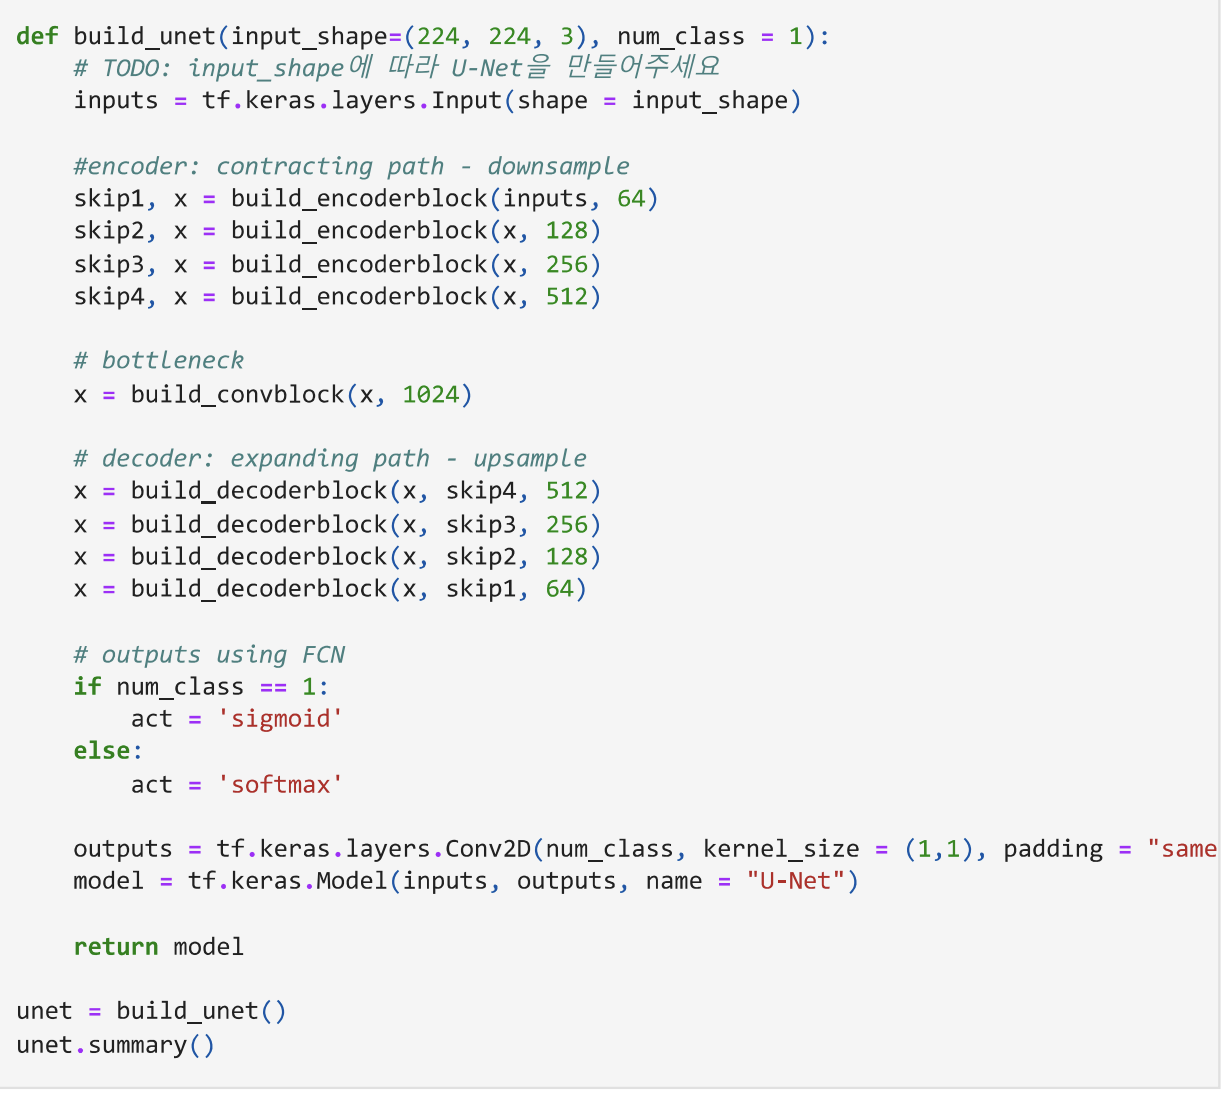 def build_unet(input_shape=(224, 224, 3), num_class = 1):
    # TODO: input_shape에 따라 U-Net을 만들어주세요
    inputs = tf.keras.layers.Input(shape = input_shape)

    #encoder: contracting path - downsample
    skip1, x = build_encoderblock(inputs, 64)
    skip2, x = build_encoderblock(x, 128)
    skip3, x = build_encoderblock(x, 256)
    skip4, x = build_encoderblock(x, 512)

    # bottleneck
    x = build_convblock(x, 1024)

    # decoder: expanding path - upsample
    x = build_decoderblock(x, skip4, 512)
    x = build_decoderblock(x, skip3, 256)
    x = build_decoderblock(x, skip2, 128)
    x = build_decoderblock(x, skip1, 64)

    # outputs using FCN
    if num_class == 1:
        act = 'sigmoid'
    else:
        act = 'softmax'

    outputs = tf.keras.layers.Conv2D(num_class, kernel_size = (1,1), padding = "same
    model = tf.keras.Model(inputs, outputs, name = "U-Net")

    return model

unet = build_unet()
unet.summary()